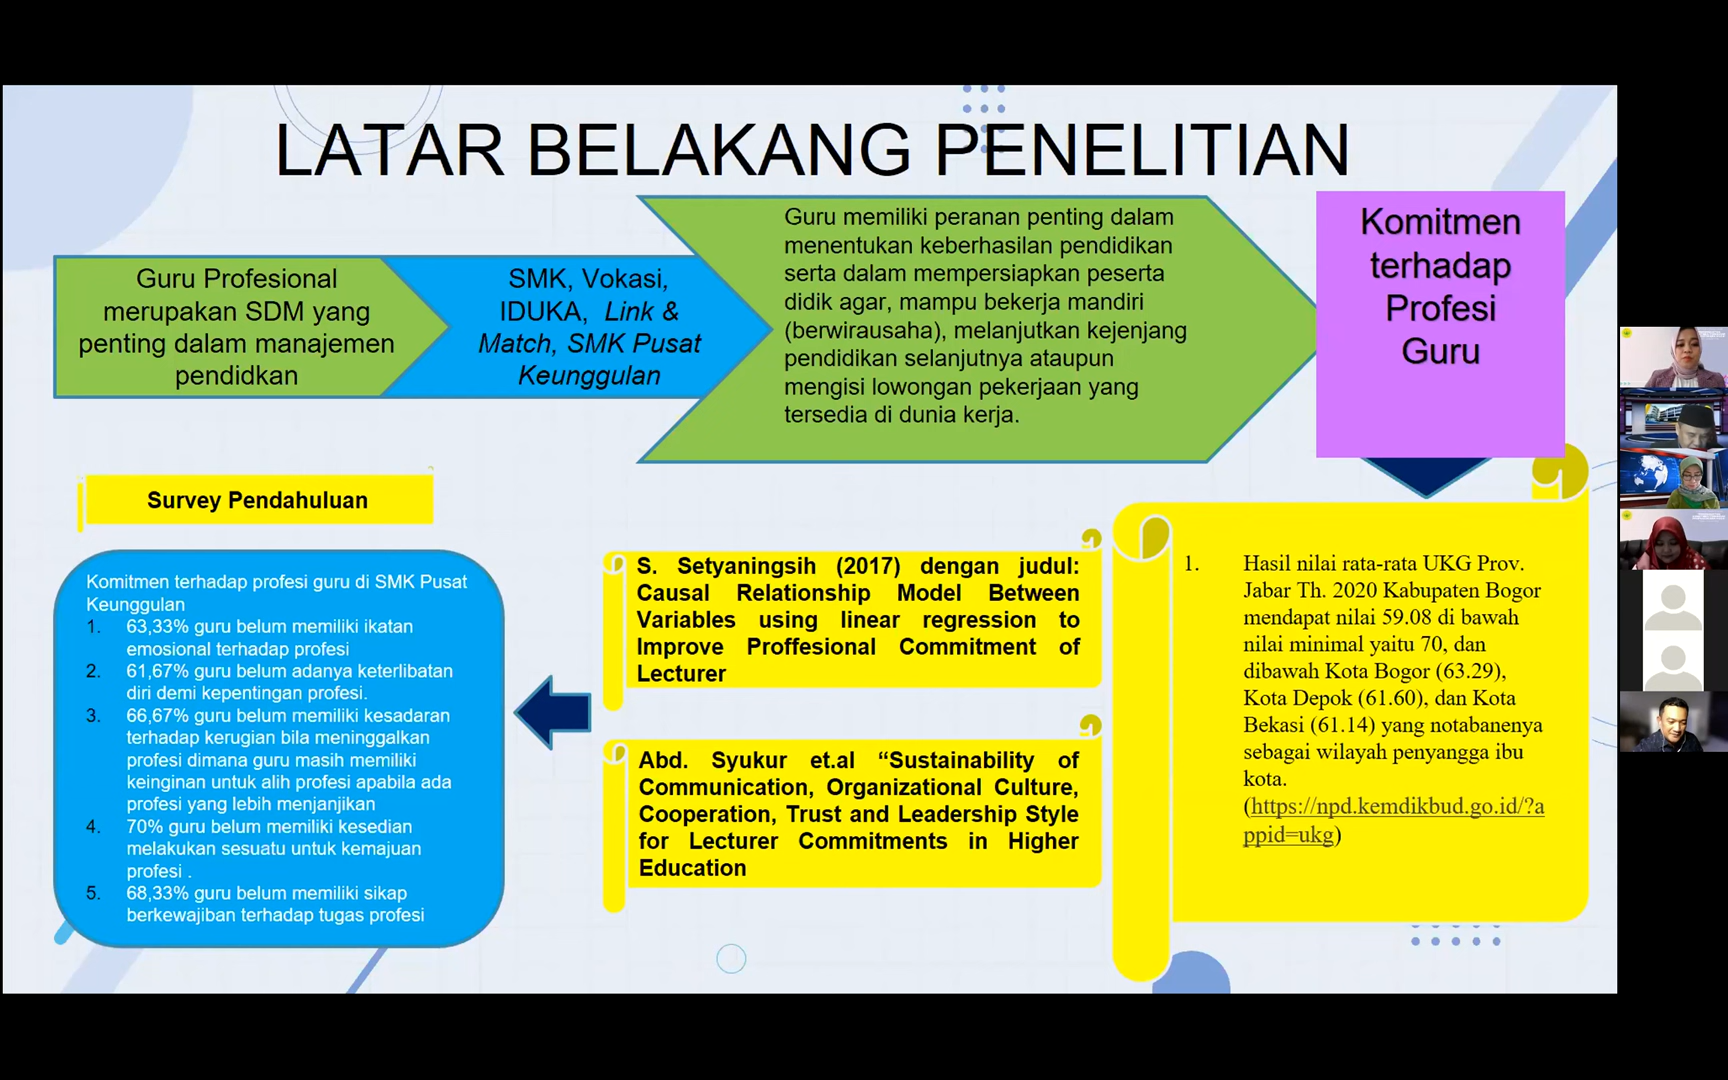 LATAR BELAKANG PENELITIAN
Guru Profesional
merupakan SDM yang
penting dalam manajemen
pendidkan
SMK, Vokasi,
IDUKA, Link &
Match, SMK Pusat
Keunggulan
Guru memiliki peranan penting dalam
menentukan keberhasilan pendidikan
serta dalam mempersiapkan peserta
didik agar, mampu bekerja mandiri
(berwirausaha), melanjutkan kejenjang
pendidikan selanjutnya ataupun
mengisi lowongan pekerjaan yang
tersedia di dunia kerja.
Komitmen
terhadap
Profesi
Guru
Survey Pendahuluan
Komitmen terhadap profesi guru di SMK Pusat
Keunggulan
1. 63,33% guru belum memiliki ikatan
emosional terhadap profesi
2. 61,67% guru belum adanya keterlibatan
diri demi kepentingan profesi.
3. 66,67% guru belum memiliki kesadaran
terhadap kerugian bila meninggalkan
profesi dimana guru masih memiliki
keinginan untuk alih profesi apabila ada
profesi yang lebih menjanjikan
4. 70% guru belum memiliki kesedian
melakukan sesuatu untuk kemajuan
profesi .
5. 68,33% guru belum memiliki sikap
berkewajiban terhadap tugas profesi
S. Setyaningsih (2017) dengan judul:
Causal Relationship Model Between
Variables using linear regression to
Improve Proffesional Commitment of
Lecturer
Abd. Syukur et.al “Sustainability of
Communication, Organizational Culture,
Cooperation, Trust and Leadership Style
for Lecturer Commitments in Higher
Education
1. Hasil nilai rata-rata UKG Prov.
Jabar Th. 2020 Kabupaten Bogor
mendapat nilai 59.08 di bawah
nilai minimal yaitu 70, dan
dibawah Kota Bogor (63.29),
Kota Depok (61.60), dan Kota
Bekasi (61.14) yang notabanenya
sebagai wilayah penyangga ibu
kota.
(https://npd.kemdikbud.go.id/?a
ppid=ukg)